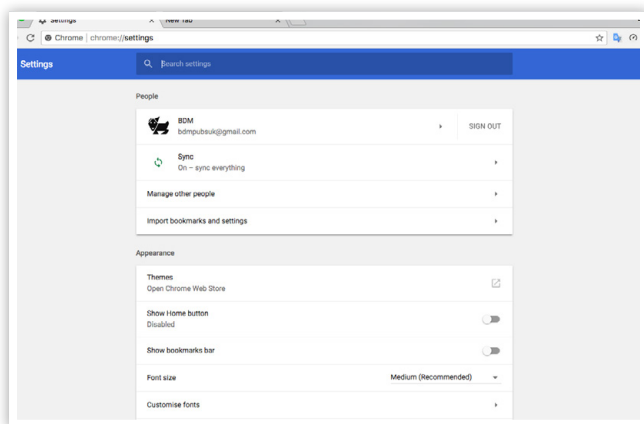 Settings
New Tab
Chrome | chrome://settings
Settings
Search settings
People
BDM
bdmpubsuk@gmail.com
SIGN OUT
Sync
On – sync everything
Manage other people
Import bookmarks and settings
Appearance
Themes
Open Chrome Web Store
Show Home button
Disabled
Show bookmarks bar
Font size
Medium (Recommended)
Customise fonts